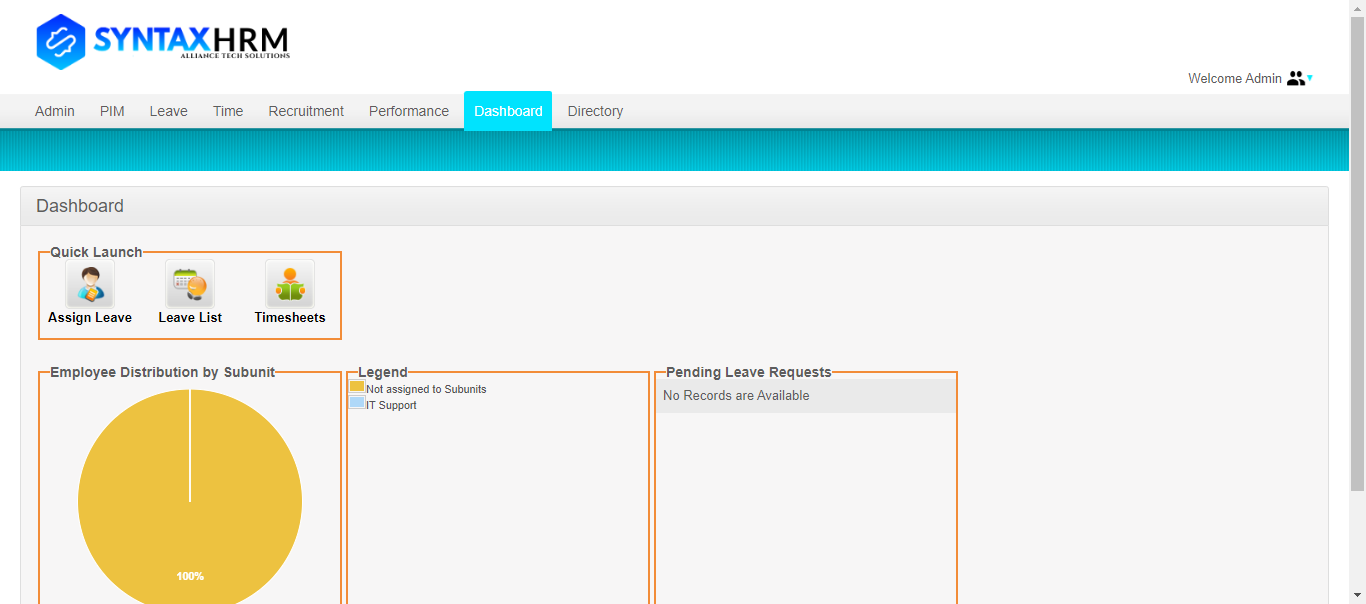 SYNTAXHRM
ALLIANCE TECH SOLUTIONS
Welcome Admin
Admin PIM Leave Time Recruitment Performance Dashboard Directory
Dashboard
Quick Launch
Assign Leave Leave List Timesheets
Employee Distribution by Subunit Legend Pending Leave Requests
Not assigned to Subunits No Records are Available
IT Support
100%